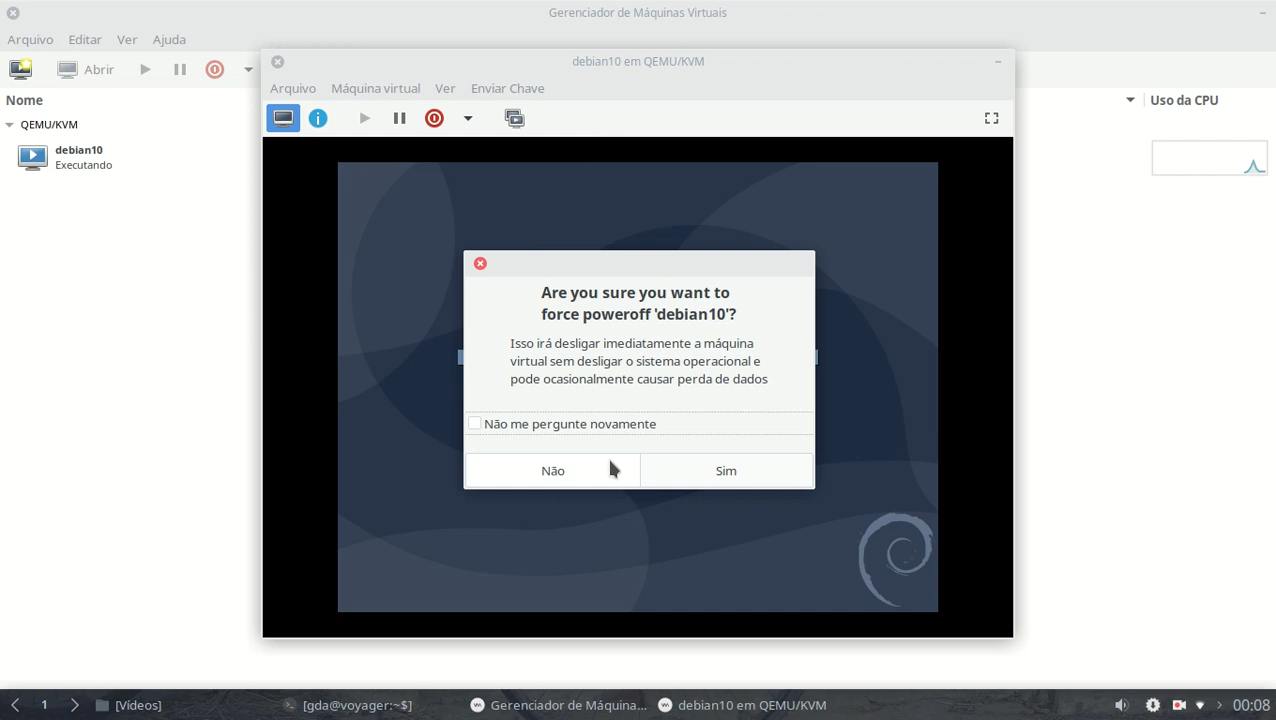 Gerenciador de Máquinas Virtuais
Arquivo Editar Ver Ajuda
Abrir
Nome
Uso da CPU
QEMU/KVM
debian10
Executando
debian10 em QEMU/KVM
Arquivo Máquina virtual Ver Enviar Chave
Are you sure you want to
force poweroff 'debian10'?
Isso irá desligar imediatamente a máquina
virtual sem desligar o sistema operacional e
pode ocasionalmente causar perda de dados
Não me pergunte novamente
Não Sim
1 [Vídeos] [gda@voyager:~$] Gerenciador de Máquina... debian10 em QEMU/KVM 00:08